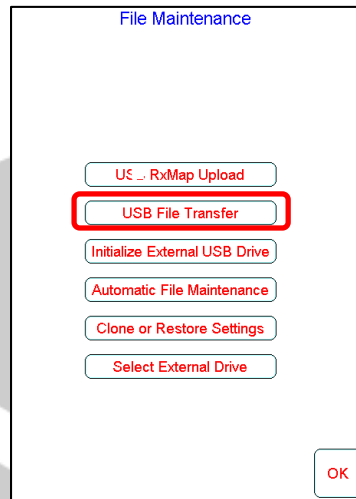 File Maintenance
RxMap Upload
USB File Transfer
Initialize External USB Drive
Automatic File Maintenance
Clone or Restore Settings
Select External Drive
OK